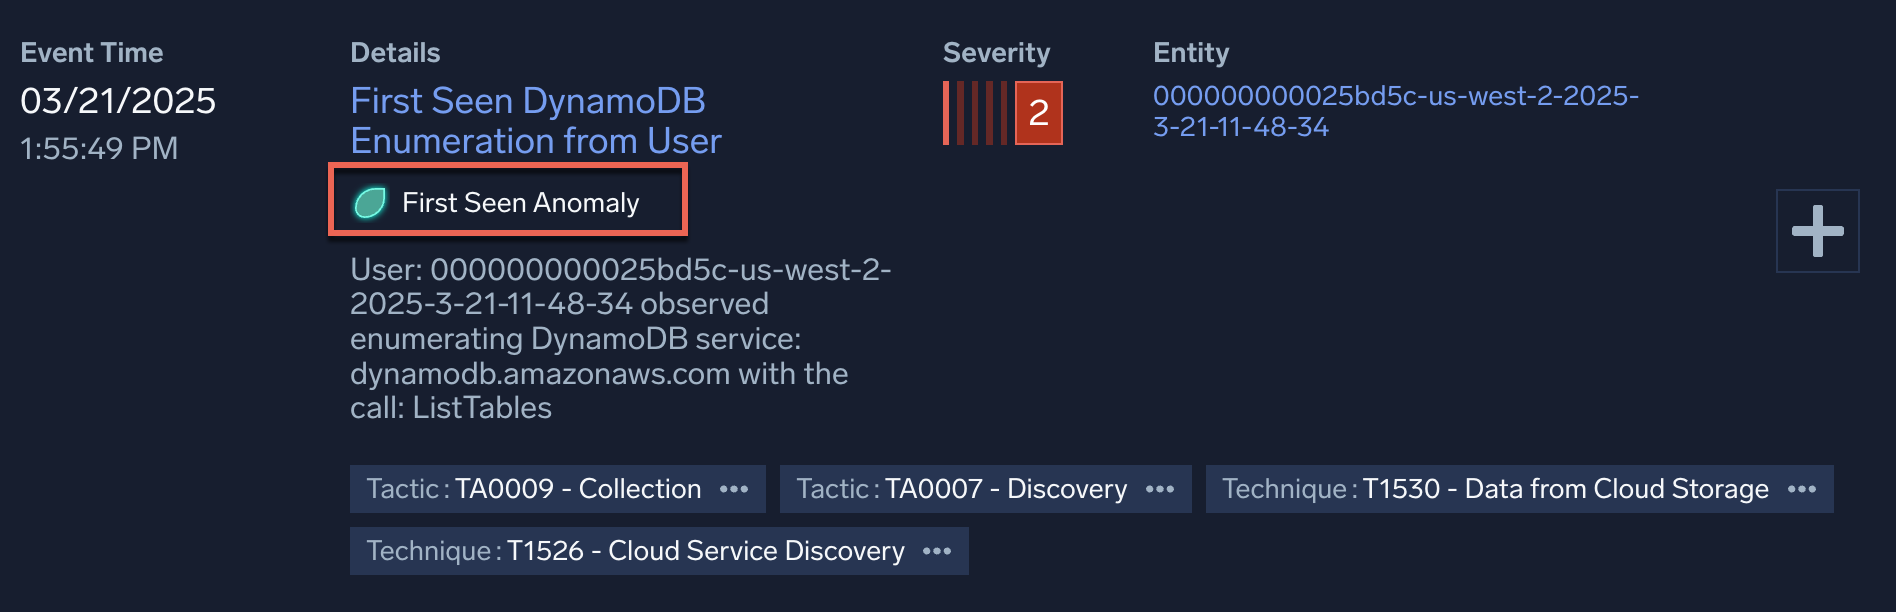 Event Time
03/21/2025
1:55:49 PM
Details
First Seen DynamoDB
Enumeration from User
First Seen Anomaly
User: 000000000025bd5c-us-west-2-
2025-3-21-11-48-34 observed
enumerating DynamoDB service:
dynamodb.amazonaws.com with the
call: ListTables
Severity
2
Entity
000000000025bd5c-us-west-2-2025-
3-21-11-48-34
Tactic : TA0009 - Collection •••
Tactic : TA0007 - Discovery •••
Technique : T1530 - Data from Cloud Storage •••
Technique : T1526 - Cloud Service Discovery •••